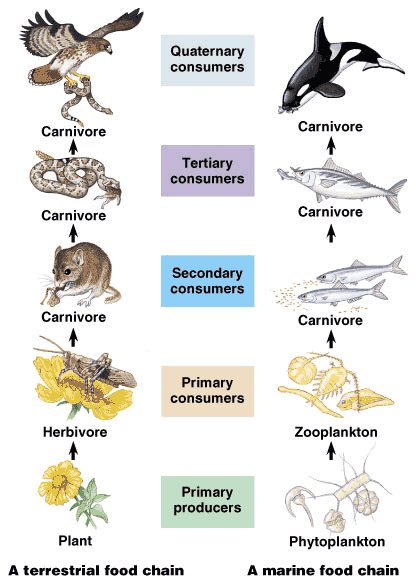 Quaternary
consumers
Carnivore
Carnivore
Tertiary
consumers
Carnivore
Carnivore
Secondary
consumers
Carnivore
Carnivore
Primary
consumers
Herbivore
Zooplankton
Primary
producers
Plant
Phytoplankton
A terrestrial food chain
A marine food chain